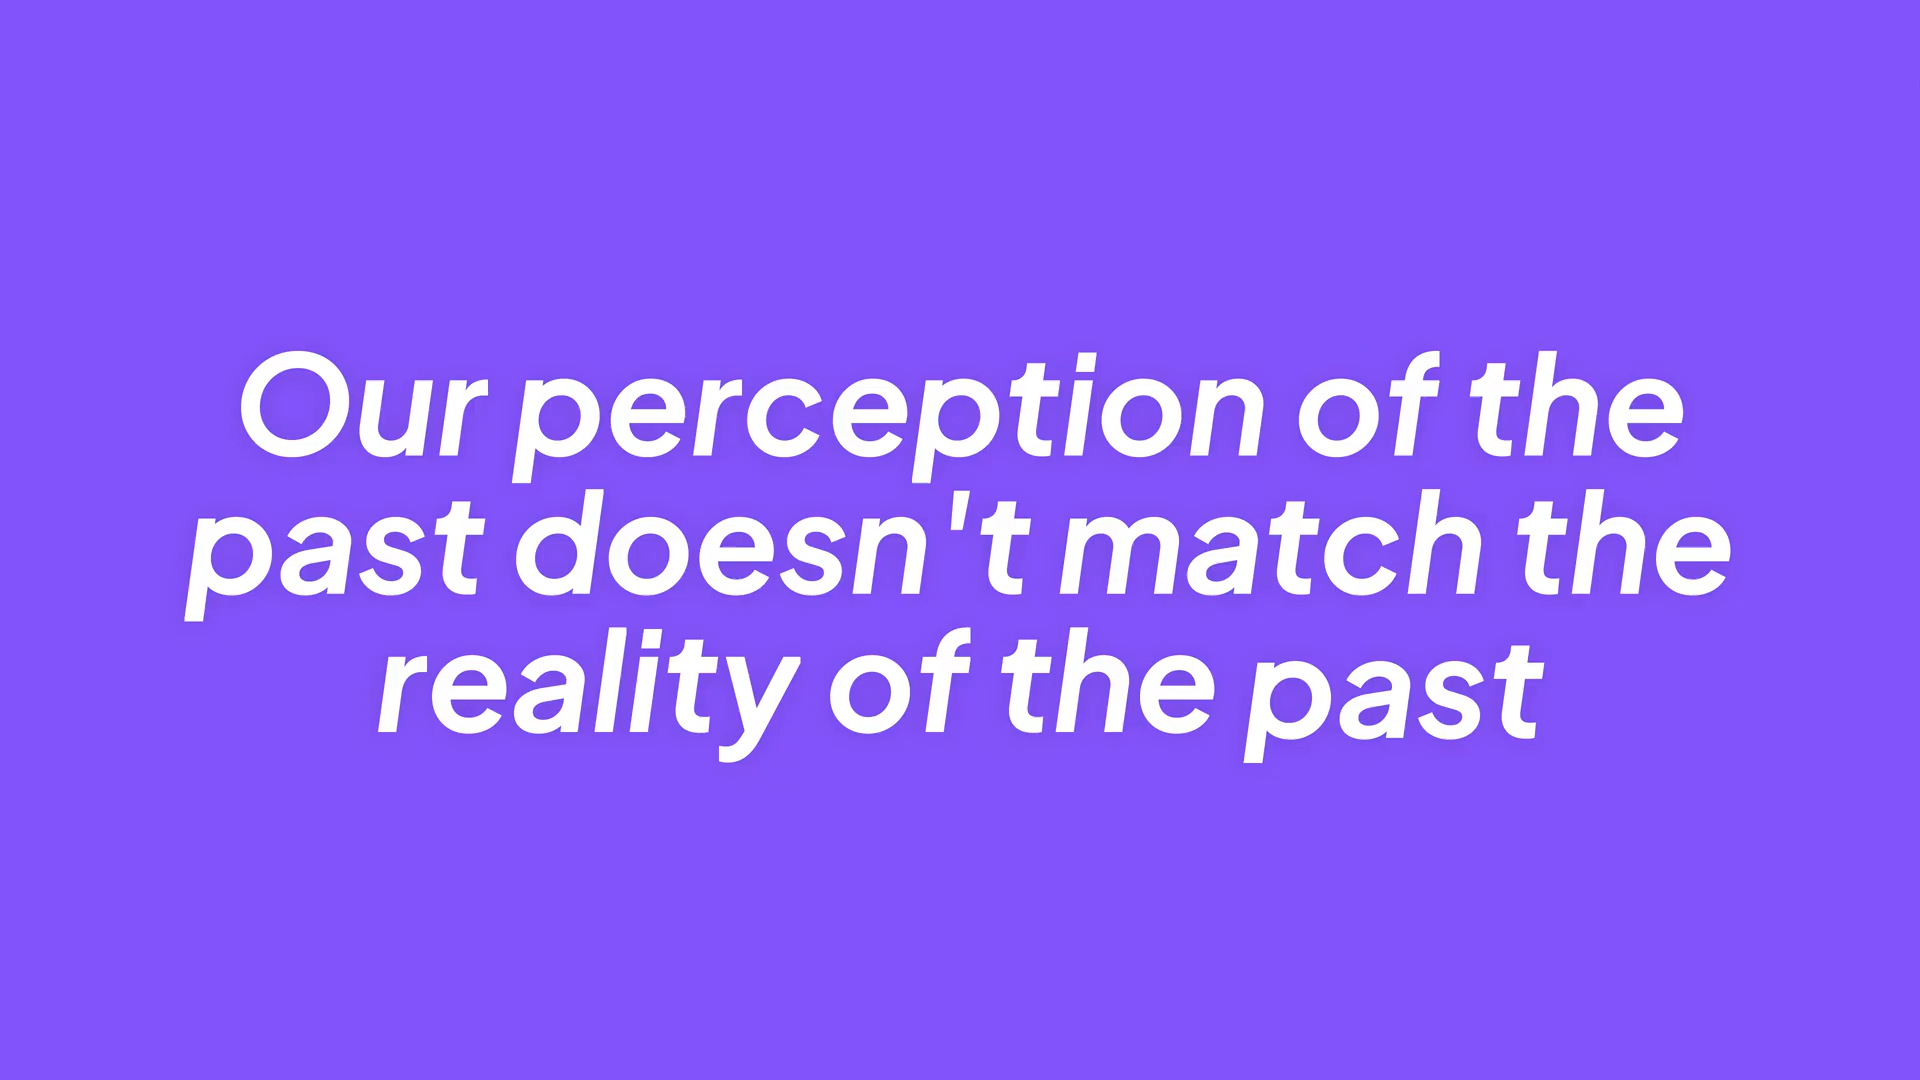 Our perception of the
past doesn't match the
reality of the past